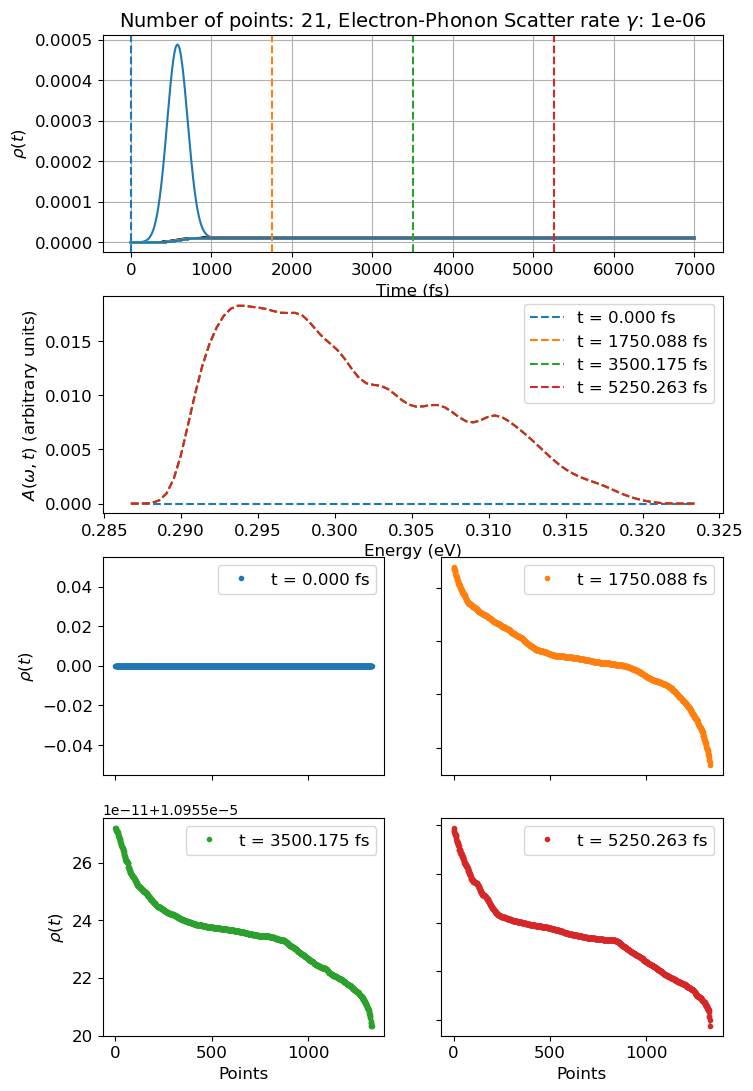 Number of points: 21, Electron-Phonon Scatter rate γ: 1e-06
0.0005
0.0004
0.0003
0.0002
0.0001
0.0000
ρ(t)
0 1000 2000 3000 4000 5000 6000 7000
Time (fs)
0.015
0.010
0.005
0.000
A(ω, t) (arbitrary units)
t = 0.000 fs
t = 1750.088 fs
t = 3500.175 fs
t = 5250.263 fs
0.285 0.290 0.295 0.300 0.305 0.310 0.315 0.320 0.325
Energy (eV)
0.04
0.02
0.00
−0.02
−0.04
ρ(t)
t = 0.000 fs
t = 1750.088 fs
1e−11+1.0955e−5
26
24
22
20
ρ(t)
t = 3500.175 fs
0 500 1000
Points
t = 5250.263 fs
0 500 1000
Points